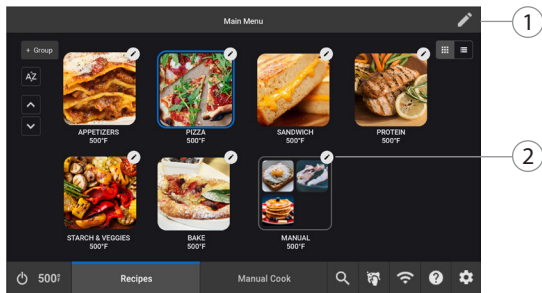 Main Menu
1
+ Group
AZ
APPETIZERS
500°F
PIZZA
500°F
SANDWICH
500°F
PROTEIN
500°F
2
STARCH & VEGGIES
500°F
BAKE
500°F
MANUAL
500°F
500°F
Recipes
Manual Cook
?